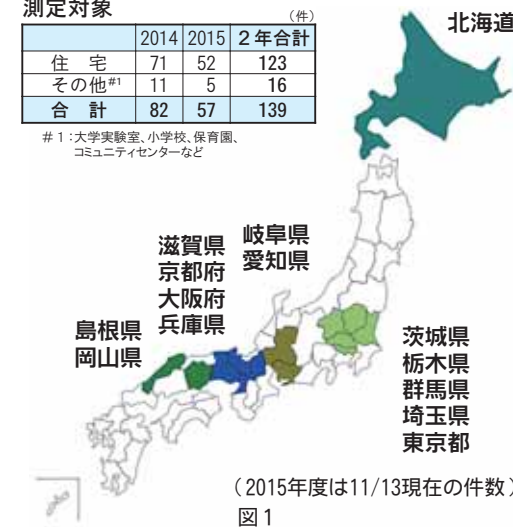 測定対象
(件)
2014 2015 2年合計
住 宅 71 52 123
その他#1 11 5 16
合 計 82 57 139
#1:大学実験室、小学校、保育園、
コミュニティセンターなど
北海道
岐阜県
愛知県
滋賀県
京都府
大阪府
兵庫県
島根県
岡山県
茨城県
栃木県
群馬県
埼玉県
東京都
(2015年度は11/13現在の件数)
図1